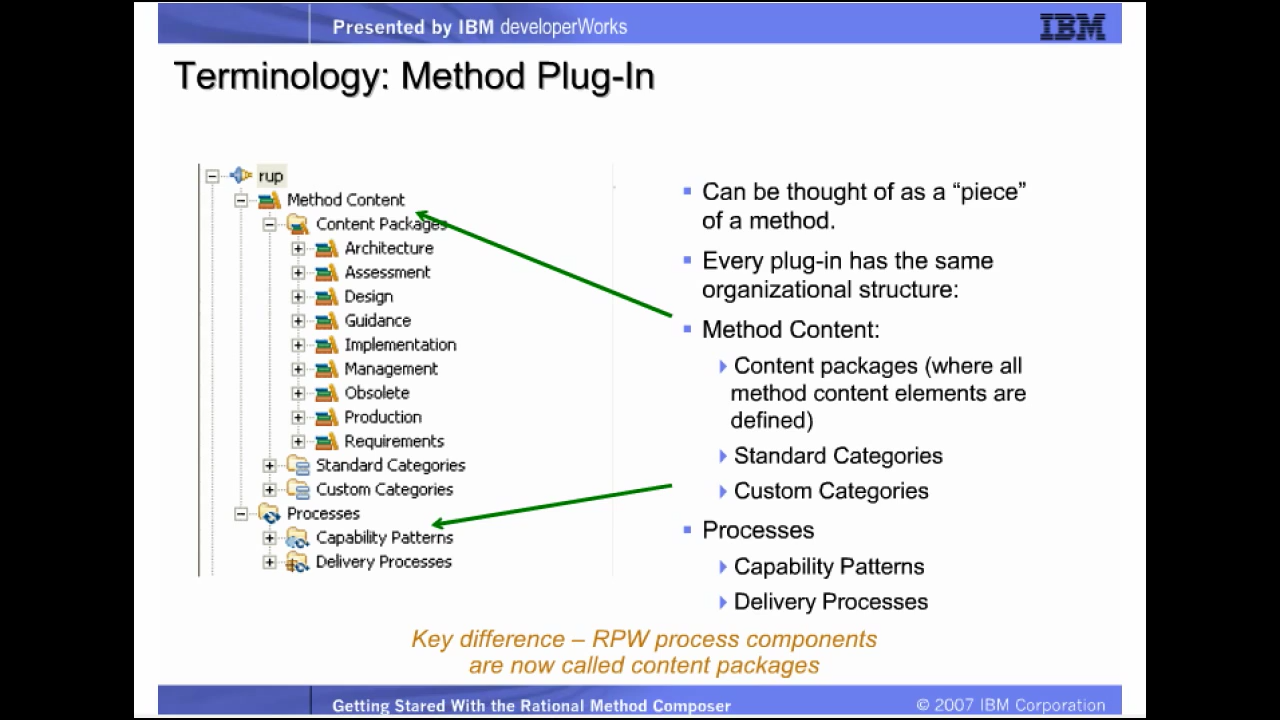 Presented by IBM developerWorks
IBM
Terminology: Method Plug-In
rup
Method Content
Content Packages
Architecture
Assessment
Design
Guidance
Implementation
Management
Obsolete
Production
Requirements
Standard Categories
Custom Categories
Processes
Capability Patterns
Delivery Processes
Can be thought of as a “piece”
of a method.
Every plug-in has the same
organizational structure:
Method Content:
Content packages (where all
method content elements are
defined)
Standard Categories
Custom Categories
Processes
Capability Patterns
Delivery Processes
Key difference – RPW process components
are now called content packages
Getting Stared With the Rational Method Composer
© 2007 IBM Corporation